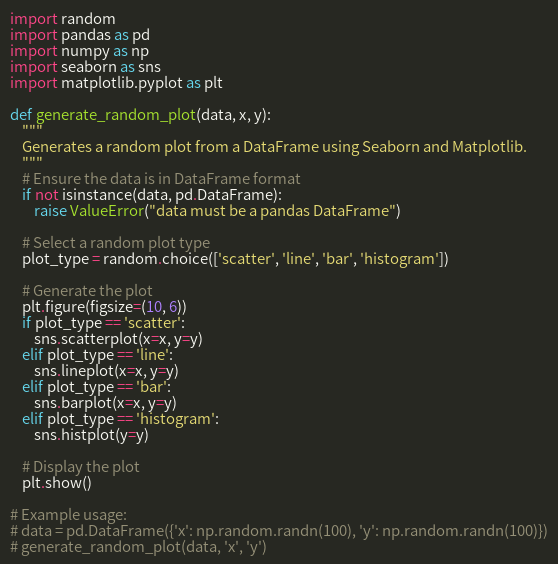 import random
import pandas as pd
import numpy as np
import seaborn as sns
import matplotlib.pyplot as plt

def generate_random_plot(data, x, y):
    """
    Generates a random plot from a DataFrame using Seaborn and Matplotlib.
    """
    # Ensure the data is in DataFrame format
    if not isinstance(data, pd.DataFrame):
        raise ValueError("data must be a pandas DataFrame")

    # Select a random plot type
    plot_type = random.choice(['scatter', 'line', 'bar', 'histogram'])

    # Generate the plot
    plt.figure(figsize=(10, 6))
    if plot_type == 'scatter':
        sns.scatterplot(x=x, y=y)
    elif plot_type == 'line':
        sns.lineplot(x=x, y=y)
    elif plot_type == 'bar':
        sns.barplot(x=x, y=y)
    elif plot_type == 'histogram':
        sns.histplot(y=y)

    # Display the plot
    plt.show()

# Example usage:
# data = pd.DataFrame({'x': np.random.randn(100), 'y': np.random.randn(100)})
# generate_random_plot(data, 'x', 'y')